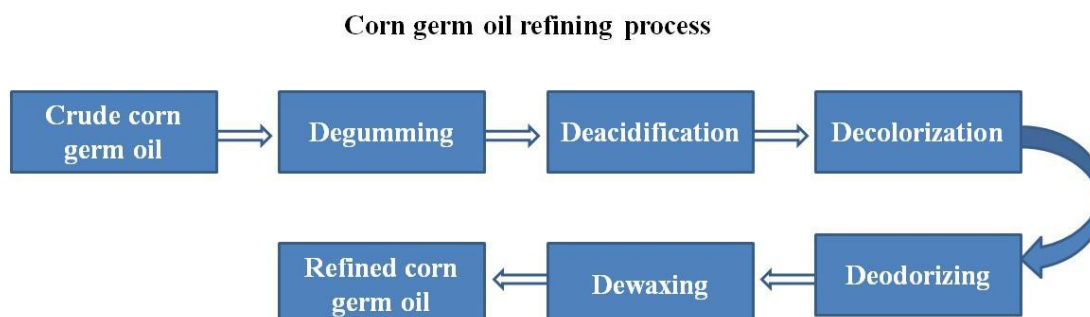 Corn germ oil refining process
Crude corn
germ oil
Degumming
Deacidification
Decolorization
Deodorizing
Dewaxing
Refined corn
germ oil